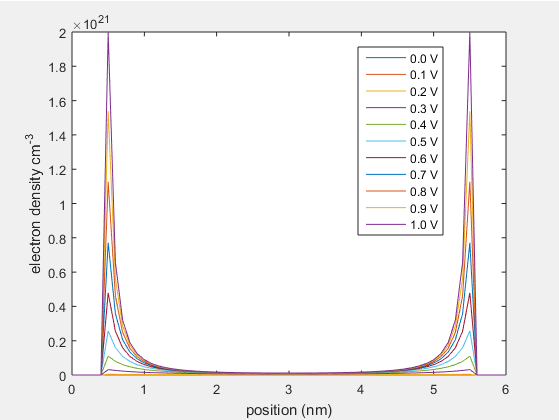 ×10^21
2
1.8
1.6
1.4
1.2
1
0.8
0.6
0.4
0.2
0
electron density cm^-3
0.0 V
0.1 V
0.2 V
0.3 V
0.4 V
0.5 V
0.6 V
0.7 V
0.8 V
0.9 V
1.0 V
0 1 2 3 4 5 6
position (nm)